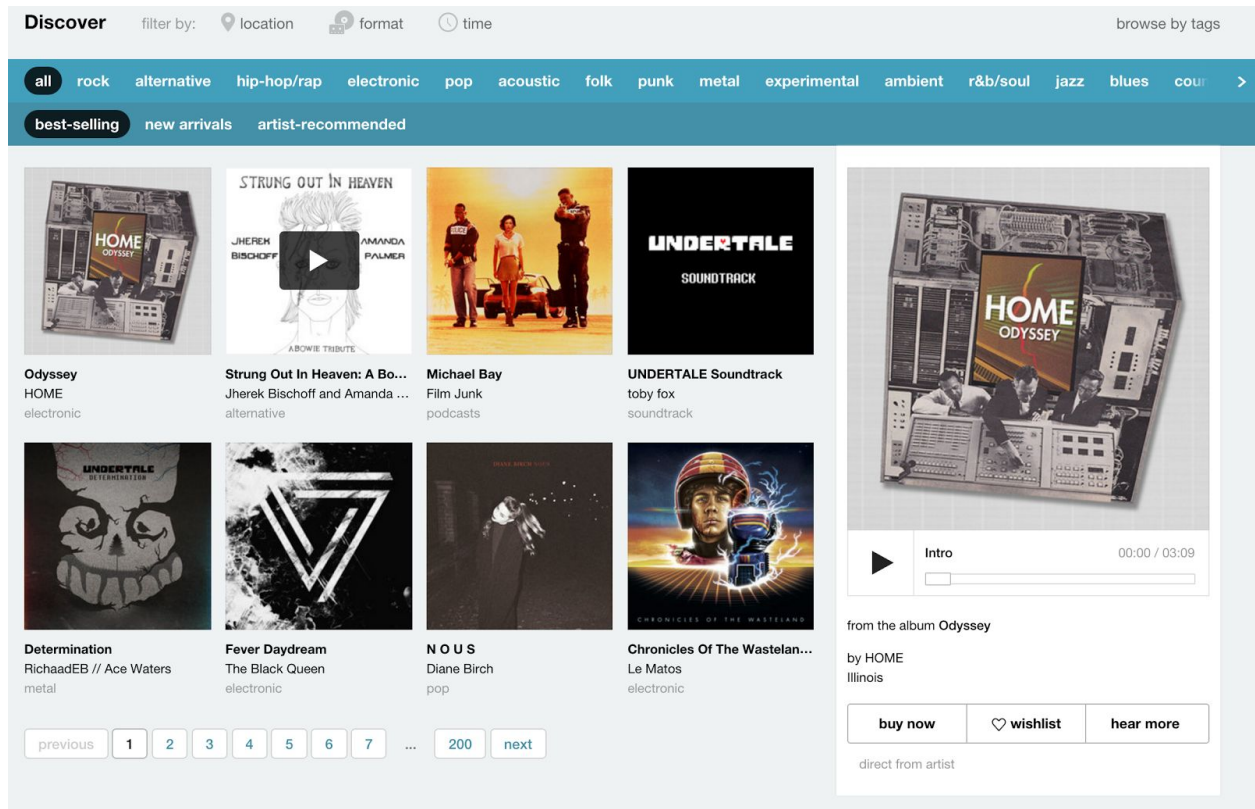 Discover
filter by:
location
format
time
browse by tags
all
rock
alternative
hip-hop/rap
electronic
pop
acoustic
folk
punk
metal
experimental
ambient
r&b/soul
jazz
blues
coun
best-selling
new arrivals
artist-recommended
HOME
ODYSSEY
Odyssey
HOME
electronic
STRUNG OUT IN HEAVEN
JHEREK
BISCHOFF
AMANDA
PALMER
A BOWIE TRIBUTE
Strung Out In Heaven: A Bo...
Jherek Bischoff and Amanda ...
alternative
POLICE
Michael Bay
Film Junk
podcasts
UNDERTALE
SOUNDTRACK
UNDERTALE Soundtrack
toby fox
soundtrack
UNDERTALE
DETERMINATION
Determination
RichaadEB // Ace Waters
metal
Fever Daydream
The Black Queen
electronic
DIANE BIRCH NOUS
N O U S
Diane Birch
pop
CHRONICLES OF THE WASTELAND
Chronicles Of The Wastelan...
Le Matos
electronic
previous
1
2
3
4
5
6
7
...
200
next
HOME
ODYSSEY
Intro
00:00 / 03:09
from the album Odyssey
by HOME
Illinois
buy now
wishlist
hear more
direct from artist